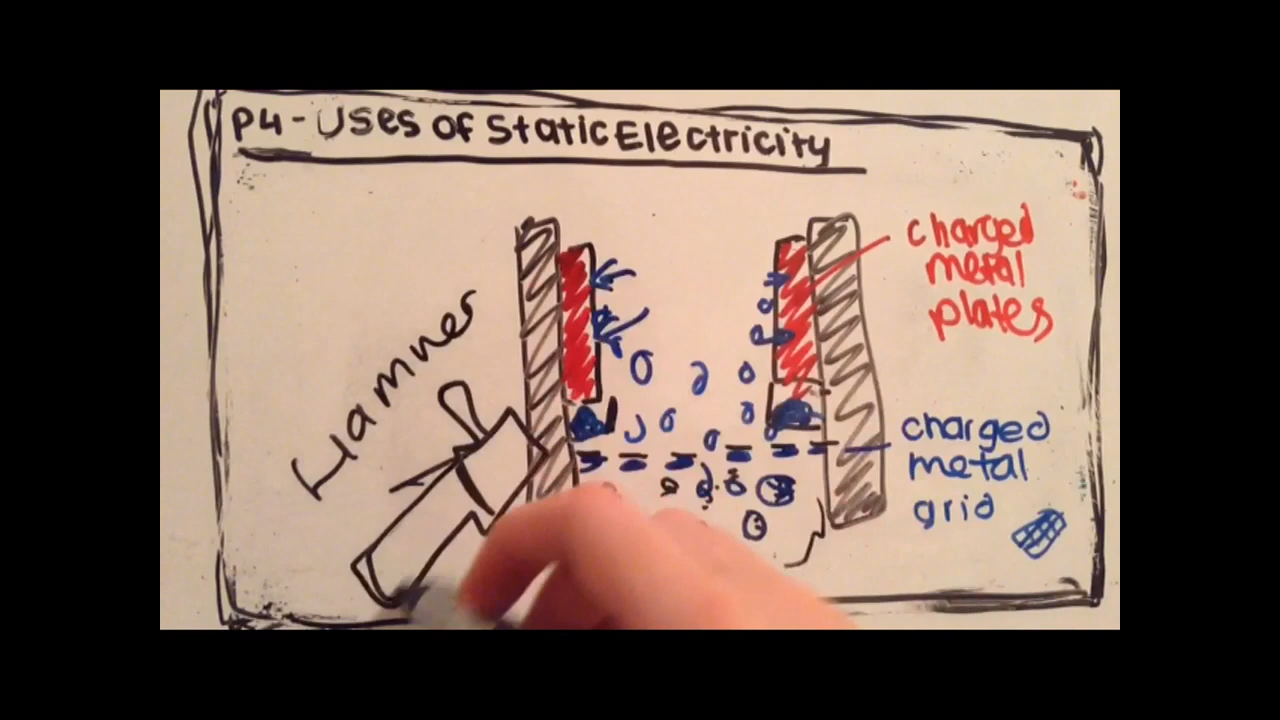 P4 - Uses of Static Electricity
charged
metal
plates
Hammer
charged
metal
grid